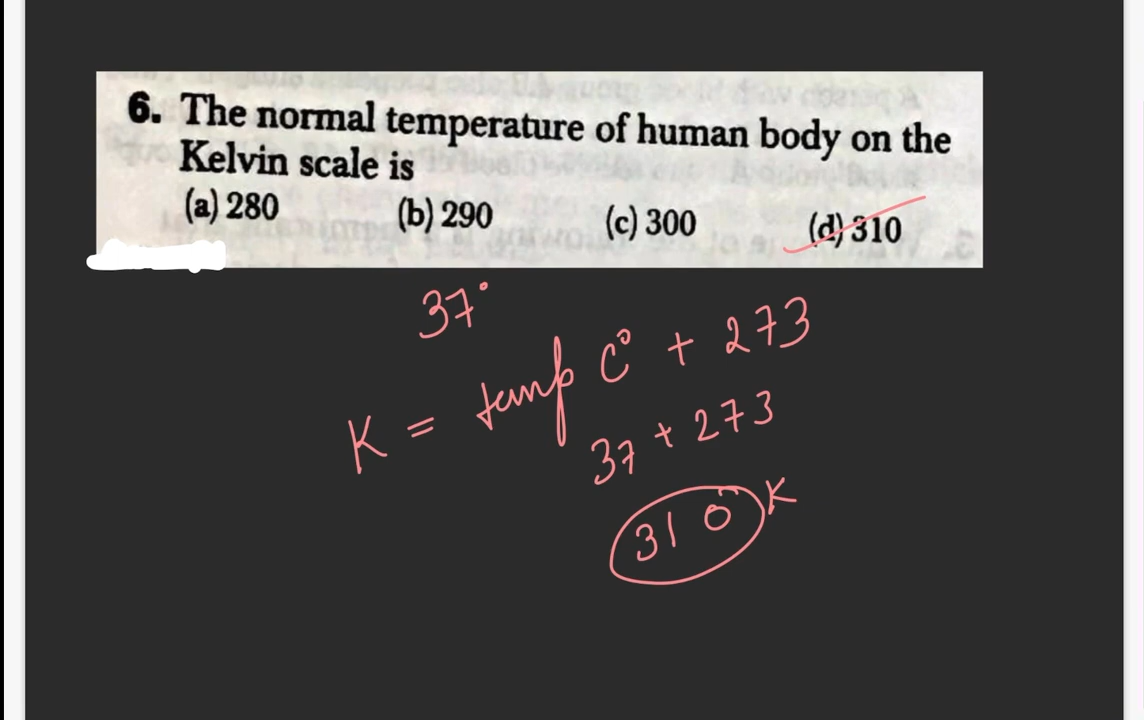 6. The normal temperature of human body on the
Kelvin scale is
(a) 280 (b) 290 (c) 300 (d) 310
37°
K = temp C° + 273
37 + 273
310 K